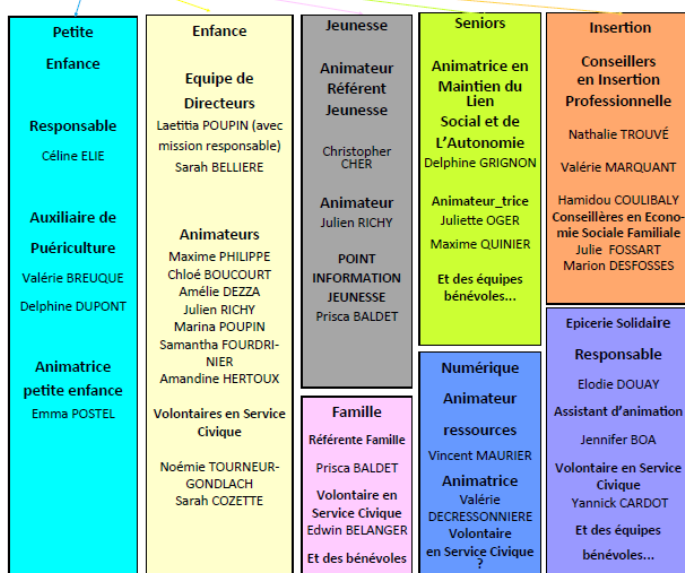 Petite
Enfance
Responsable
Céline ELIE
Auxiliaire de
Puériculture
Valérie BREUQUE
Delphine DUPONT
Animatrice
petite enfance
Emma POSTEL
Enfance
Equipe de
Directeurs
Laetitia POUPIN (avec
mission responsable)
Sarah BELLIERE
Animateurs
Maxime PHILIPPE
Chloé BOUCOURT
Amélie DEZZA
Julien RICHY
Marina POUPIN
Samantha FOURDRI-
NIER
Amandine HERTOUX
Volontaires en Service
Civique
Noémie TOURNEUR-
GONDLACH
Sarah COZETTE
Jeunesse
Animateur
Référent
Jeunesse
Christopher
CHER
Animateur
Julien RICHY
POINT
INFORMATION
JEUNESSE
Prisca BALDET
Famille
Référente Famille
Prisca BALDET
Volontaire en
Service Civique
Edwin BELANGER
Et des bénévoles
Seniors
Animatrice en
Maintien du
Lien
Social et de
L'Autonomie
Delphine GRIGNON
Animateur_trice
Juliette OGER
Maxime QUINIER
Et des équipes
bénévoles...
Numérique
Animateur
ressources
Vincent MAURIER
Animatrice
Valérie
DECRESSONNIERE
Volontaire
en Service Civique
?
Insertion
Conseillers
en Insertion
Professionnelle
Nathalie TROUVÉ
Valérie MARQUANT
Hamidou COULIBALY
Conseillères en Econo-
mie Sociale Familiale
Julie FOSSART
Marion DESFOSSES
Epicerie Solidaire
Responsable
Elodie DOUAY
Assistant d'animation
Jennifer BOA
Volontaire en Service
Civique
Yannick CARDOT
Et des équipes
bénévoles...